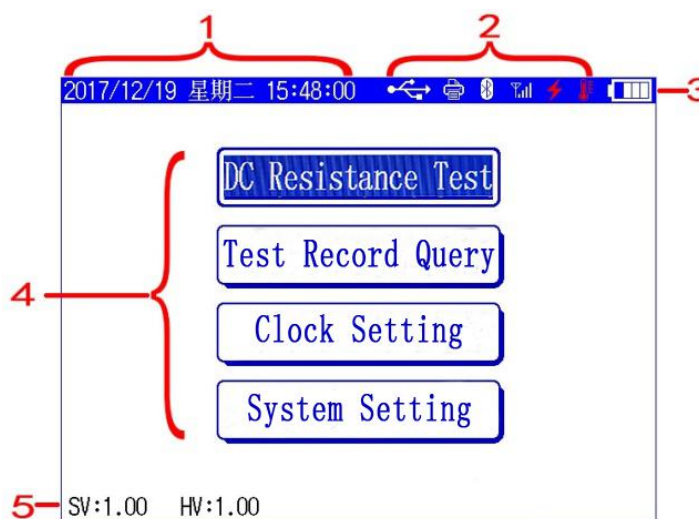 1 2
2017/12/19 星期二 15:48:00
3
DC Resistance Test
Test Record Query
4
Clock Setting
System Setting
5 SV:1.00 HV:1.00